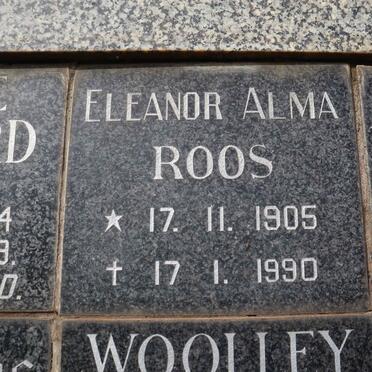 ELEANOR ALMA
ROOS
★ 17. 11. 1905
† 17 1. 1990
WOOLLEY